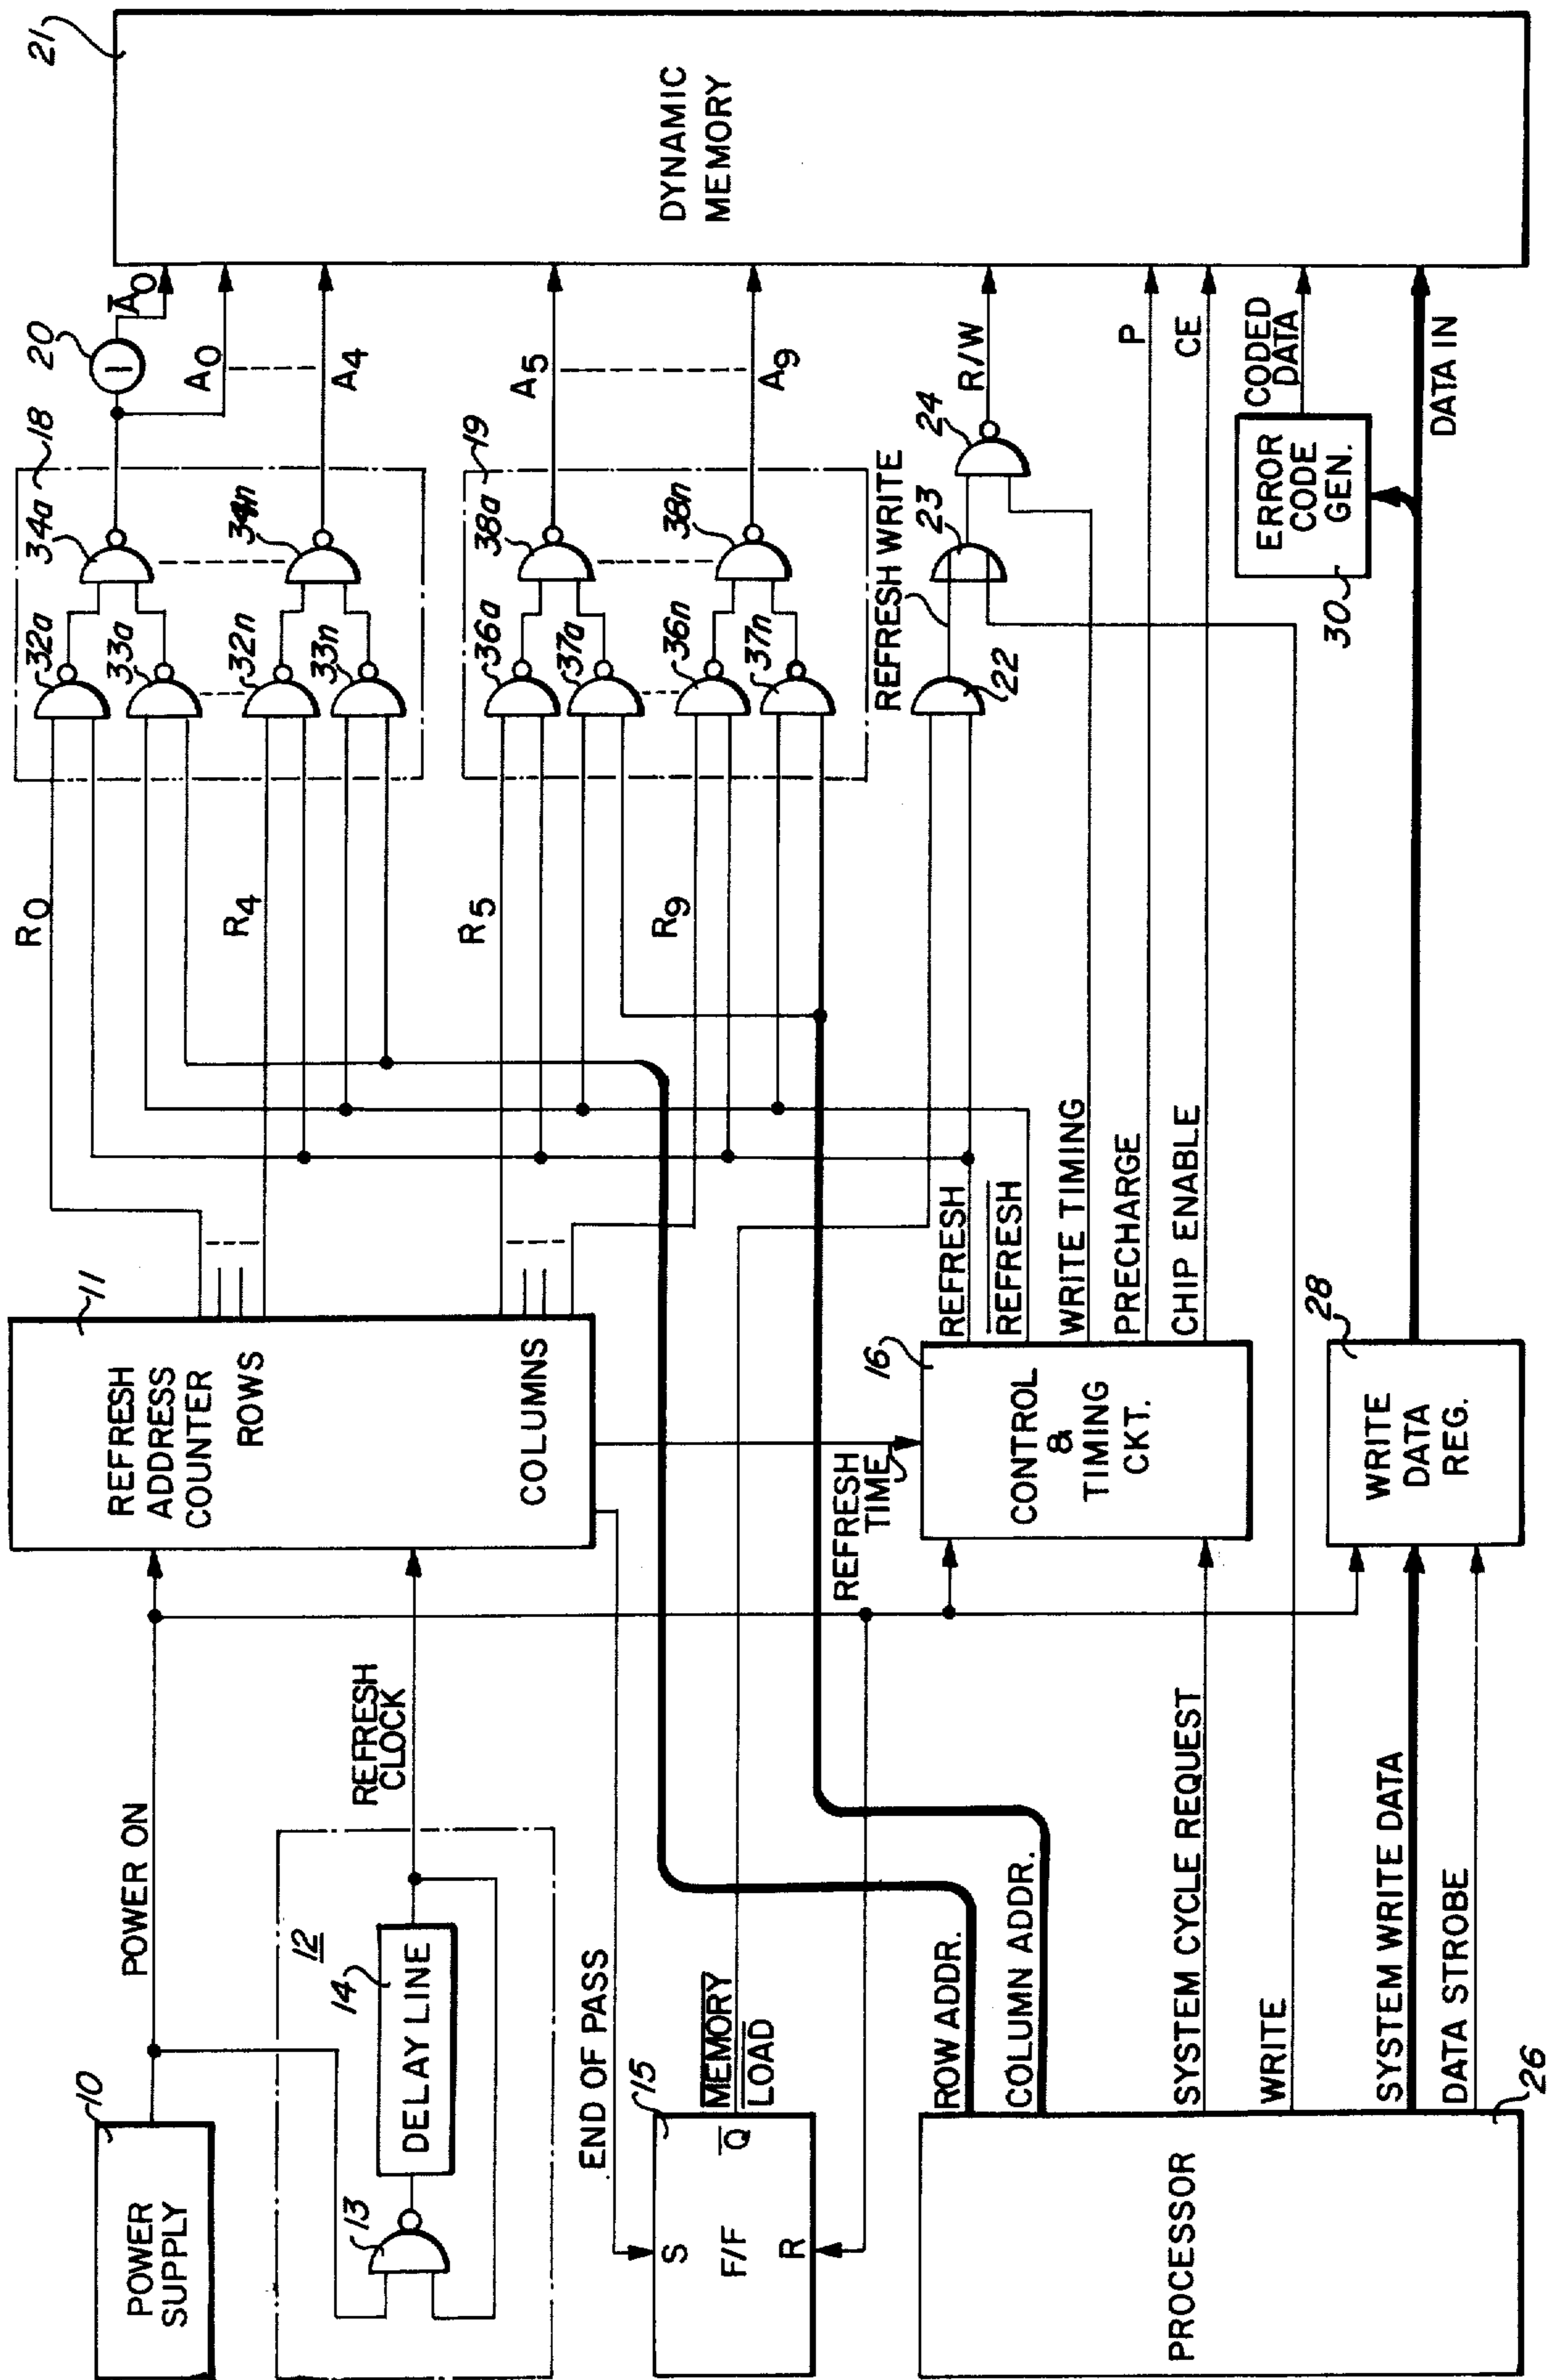 10
POWER
SUPPLY
POWER ON
12
13
14
DELAY LINE
REFRESH
CLOCK
11
REFRESH
ADDRESS
COUNTER
ROWS
COLUMNS
END OF PASS
15
S
F/F
R
Q̅
M̅E̅M̅O̅R̅Y̅
L̅O̅A̅D̅
REFRESH
TIME
16
CONTROL
&
TIMING
CKT.
REFRESH
R̅E̅F̅R̅E̅S̅H̅
WRITE TIMING
PRECHARGE
CHIP ENABLE
PROCESSOR
26
ROW ADDR.
COLUMN ADDR.
SYSTEM CYCLE REQUEST
WRITE
SYSTEM WRITE DATA
DATA STROBE
28
WRITE
DATA
REG.
R0
R4
R5
R9
18
32a
33a
34a
32n
33n
34n
19
36a
37a
38a
36n
37n
38n
20
A̅0
A0
A4
A5
A9
REFRESH WRITE
22
23
24
R/W
P
CE
30
ERROR
CODE
GEN.
CODED
DATA
DATA IN
21
DYNAMIC
MEMORY